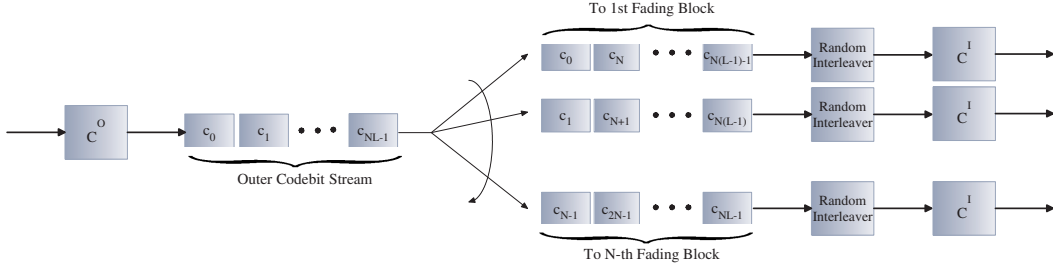 To 1st Fading Block
c_0 c_N • • • c_N(L-1)-1 Random Interleaver C^I
C^O c_0 c_1 • • • c_NL-1
Outer Codebit Stream
c_1 c_N+1 • • • c_N(L-1) Random Interleaver C^I
c_N-1 c_2N-1 • • • c_NL-1 Random Interleaver C^I
To N-th Fading Block